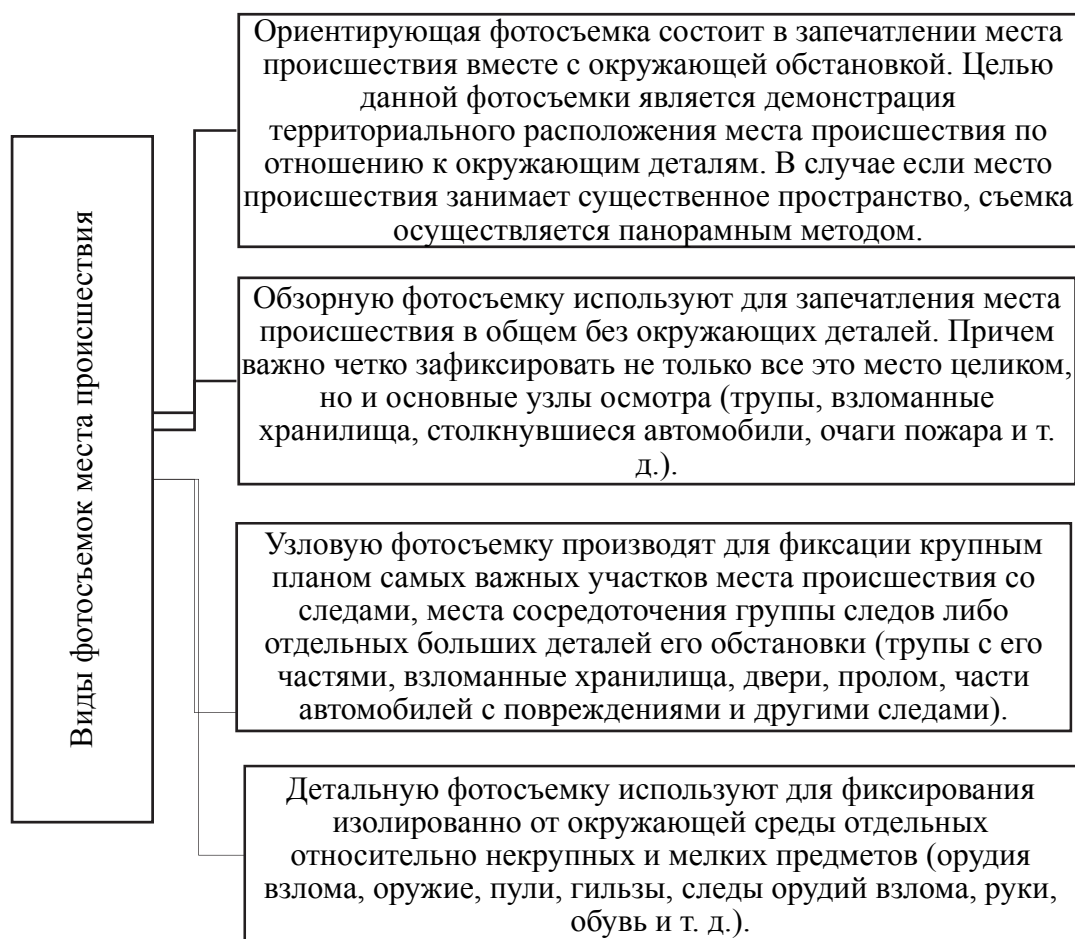 Виды фотосъемок места происшествия
Ориентирующая фотосъемка состоит в запечатлении места
происшествия вместе с окружающей обстановкой. Целью
данной фотосъемки является демонстрация
территориального расположения места происшествия по
отношению к окружающим деталям. В случае если место
происшествия занимает существенное пространство, съемка
осуществляется панорамным методом.
Обзорную фотосъемку используют для запечатления места
происшествия в общем без окружающих деталей. Причем
важно четко зафиксировать не только все это место целиком,
но и основные узлы осмотра (трупы, взломанные
хранилища, столкнувшиеся автомобили, очаги пожара и т.
д.).
Узловую фотосъемку производят для фиксации крупным
планом самых важных участков места происшествия со
следами, места сосредоточения группы следов либо
отдельных больших деталей его обстановки (трупы с его
частями, взломанные хранилища, двери, пролом, части
автомобилей с повреждениями и другими следами).
Детальную фотосъемку используют для фиксирования
изолированно от окружающей среды отдельных
относительно некрупных и мелких предметов (орудия
взлома, оружие, пули, гильзы, следы орудий взлома, руки,
обувь и т. д.).